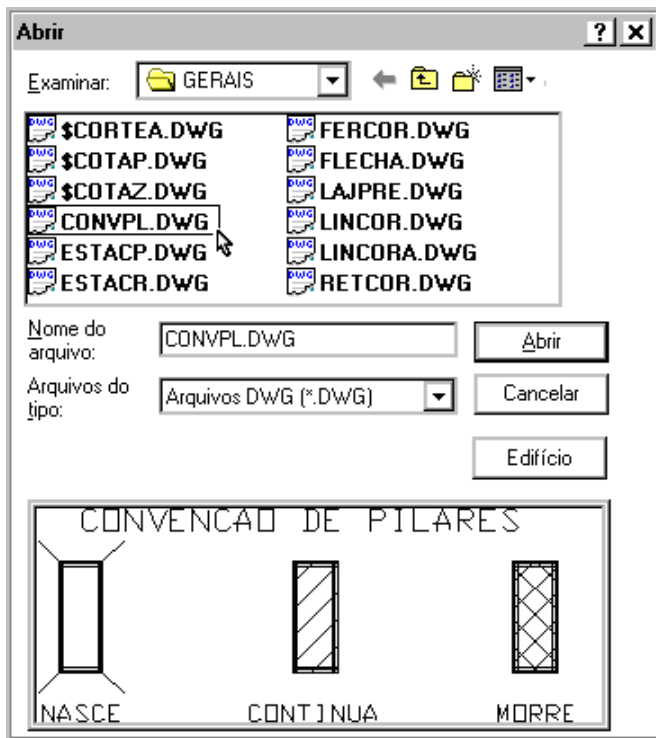 Abrir
Examinar: GERAIS
$CORTEA.DWG FERCOR.DWG
$COTAP.DWG FLECHA.DWG
$COTAZ.DWG LAJPRE.DWG
CONVPL.DWG LINCOR.DWG
ESTACP.DWG LINCORA.DWG
ESTACR.DWG RETCOR.DWG
Nome do
arquivo: CONVPL.DWG Abrir
Arquivos do
tipo: Arquivos DWG (*.DWG) Cancelar
Edifício
CONVENCAO DE PILARES
NASCE CONTINUA MORRE